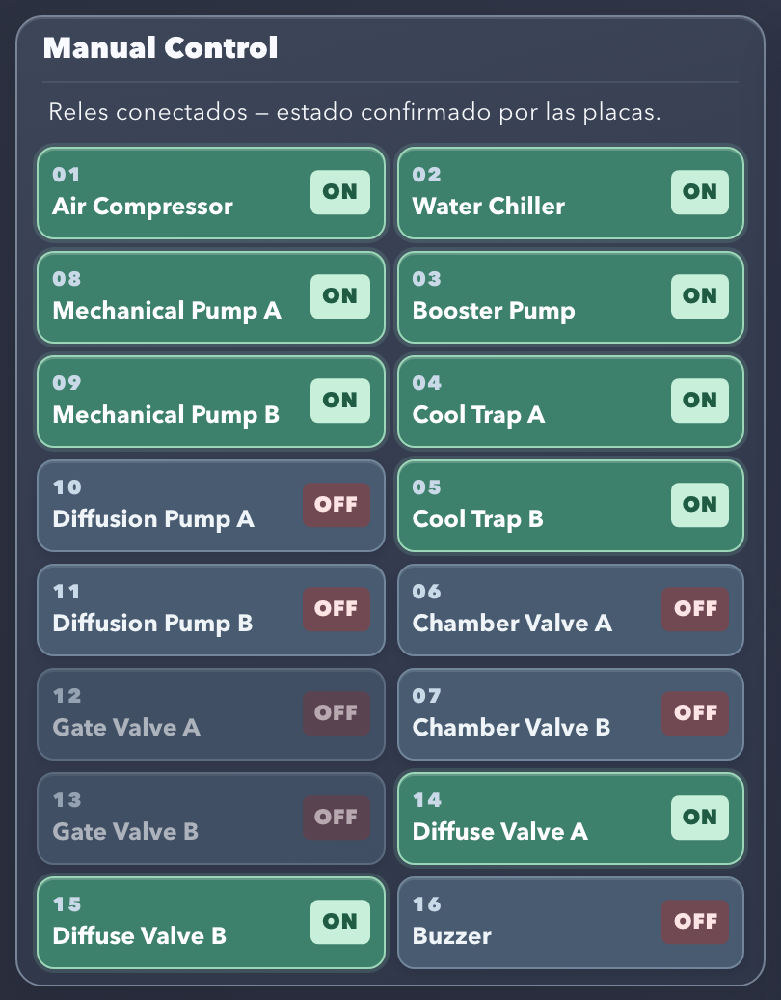 Manual Control
Reles conectados — estado confirmado por las placas.
01
Air Compressor
ON
02
Water Chiller
ON
08
Mechanical Pump A
ON
03
Booster Pump
ON
09
Mechanical Pump B
ON
04
Cool Trap A
ON
10
Diffusion Pump A
OFF
05
Cool Trap B
ON
11
Diffusion Pump B
OFF
06
Chamber Valve A
OFF
12
Gate Valve A
OFF
07
Chamber Valve B
OFF
13
Gate Valve B
OFF
14
Diffuse Valve A
ON
15
Diffuse Valve B
ON
16
Buzzer
OFF